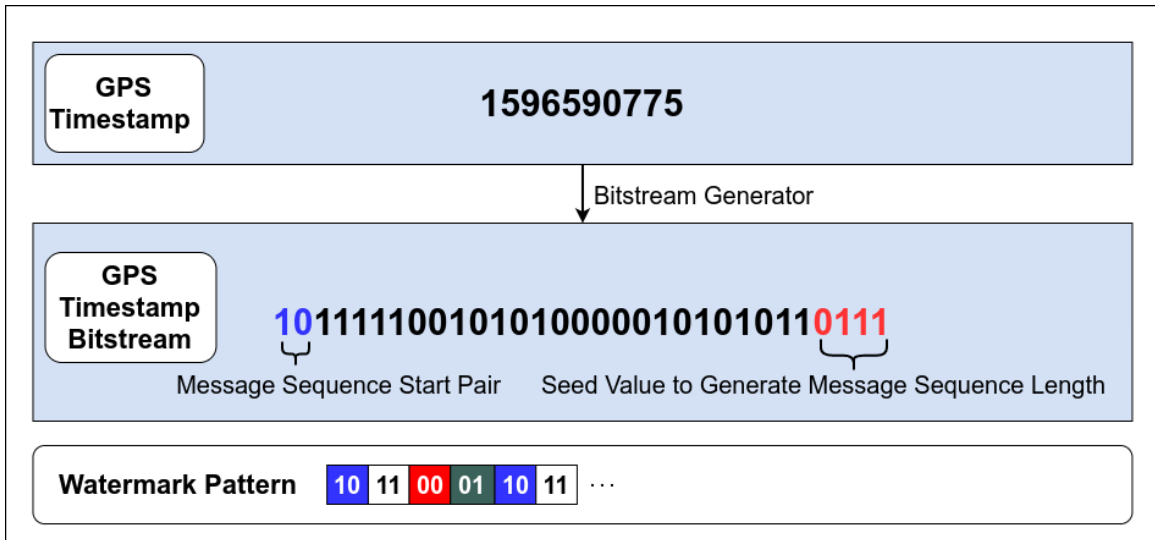 GPS
Timestamp
1596590775
Bitstream Generator
GPS
Timestamp
Bitstream
1011111001010100000101010110111
Message Sequence Start Pair
Seed Value to Generate Message Sequence Length
Watermark Pattern 10 11 00 01 10 11 ...